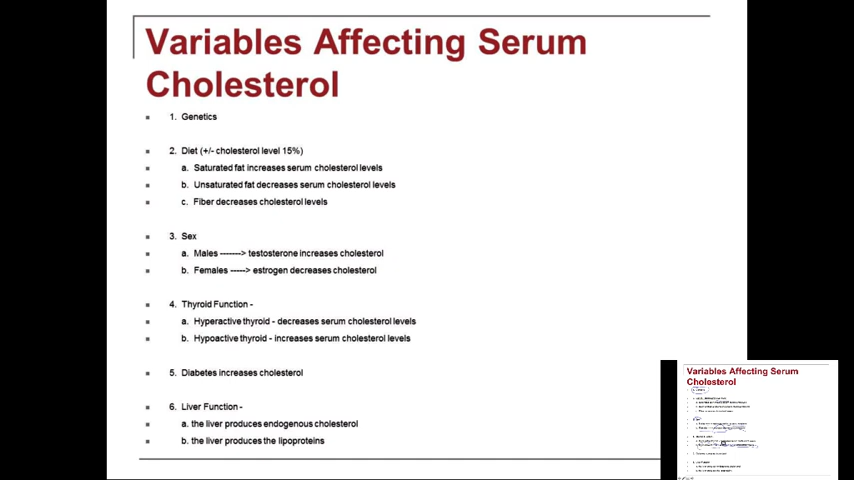 Variables Affecting Serum
Cholesterol
1. Genetics
2. Diet (+/- cholesterol level 15%)
a. Saturated fat increases serum cholesterol levels
b. Unsaturated fat decreases serum cholesterol levels
c. Fiber decreases cholesterol levels
3. Sex
a. Males -------> testosterone increases cholesterol
b. Females -----> estrogen decreases cholesterol
4. Thyroid Function -
a. Hyperactive thyroid - decreases serum cholesterol levels
b. Hypoactive thyroid - increases serum cholesterol levels
5. Diabetes increases cholesterol
6. Liver Function -
a. the liver produces endogenous cholesterol
b. the liver produces the lipoproteins
Variables Affecting Serum
Cholesterol